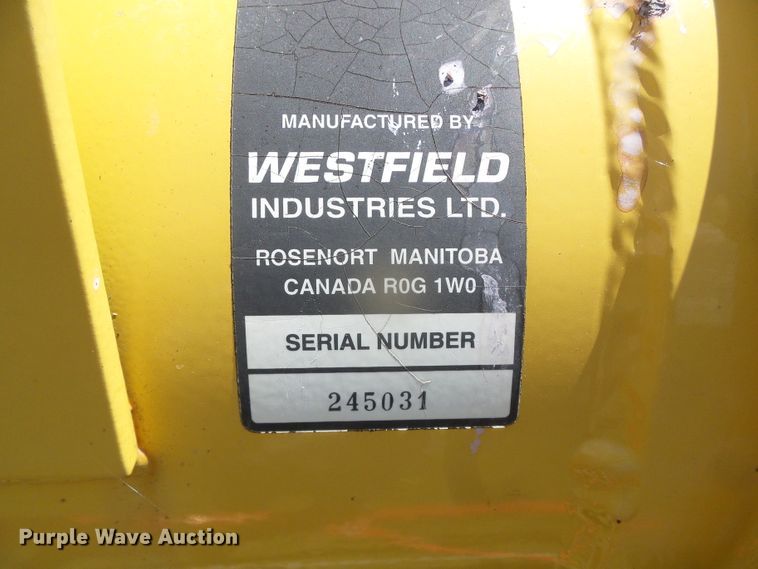 MANUFACTURED BY
WESTFIELD
INDUSTRIES LTD.
ROSENORT MANITOBA
CANADA R0G 1W0
SERIAL NUMBER
245031
Purple Wave Auction